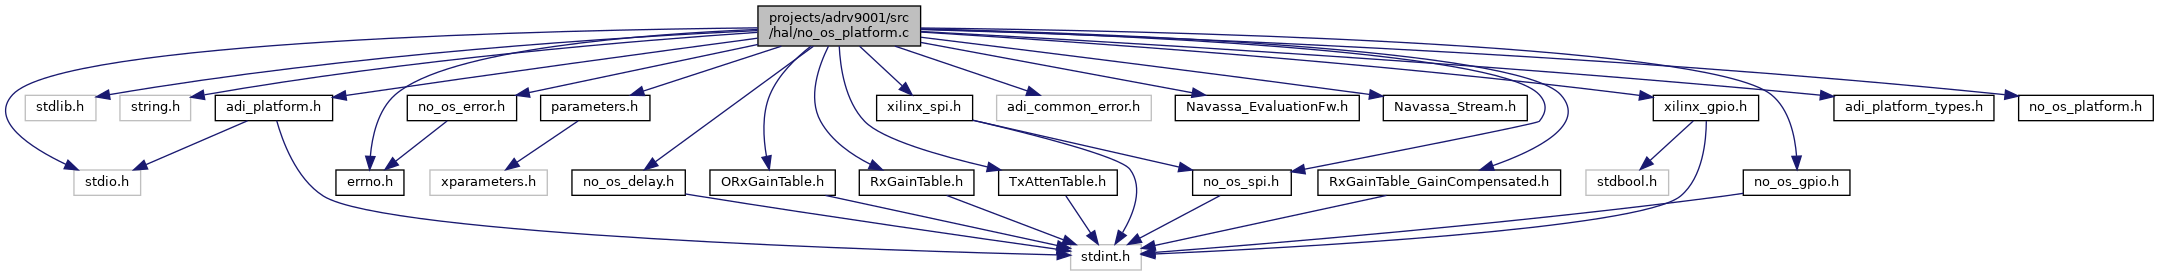 projects/adrv9001/src
/hal/no_os_platform.c
stdlib.h
string.h
adi_platform.h
no_os_error.h
parameters.h
xilinx_spi.h
adi_common_error.h
Navassa_EvaluationFw.h
Navassa_Stream.h
xilinx_gpio.h
adi_platform_types.h
no_os_platform.h
stdio.h
errno.h
xparameters.h
no_os_delay.h
ORxGainTable.h
RxGainTable.h
TxAttenTable.h
no_os_spi.h
RxGainTable_GainCompensated.h
stdbool.h
no_os_gpio.h
stdint.h